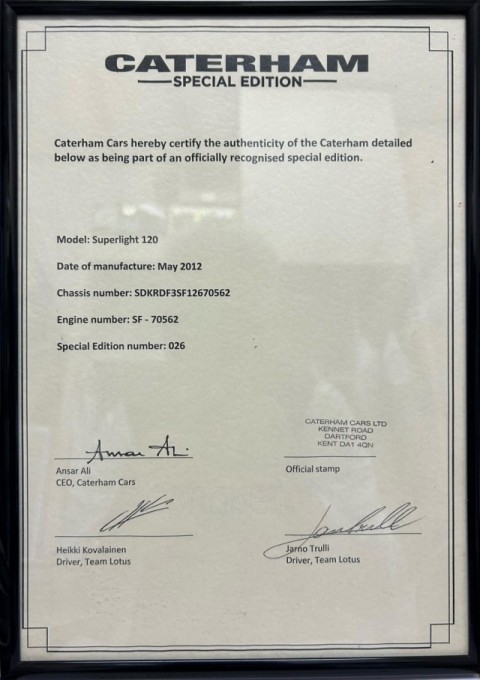 CATERHAM
SPECIAL EDITION
Caterham Cars hereby certify the authenticity of the Caterham detailed
below as being part of an officially recognised special edition.
Model: Superlight 120
Date of manufacture: May 2012
Chassis number: SDKRDF3SF12670562
Engine number: SF - 70562
Special Edition number: 026
Ansar Ali
Ansar Ali
CEO, Caterham Cars
CATERHAM CARS LTD
KENNET ROAD
DARTFORD
KENT DA1 4QN
Official stamp
Heikki Kovalainen
Driver, Team Lotus
Jarno Trulli
Driver, Team Lotus